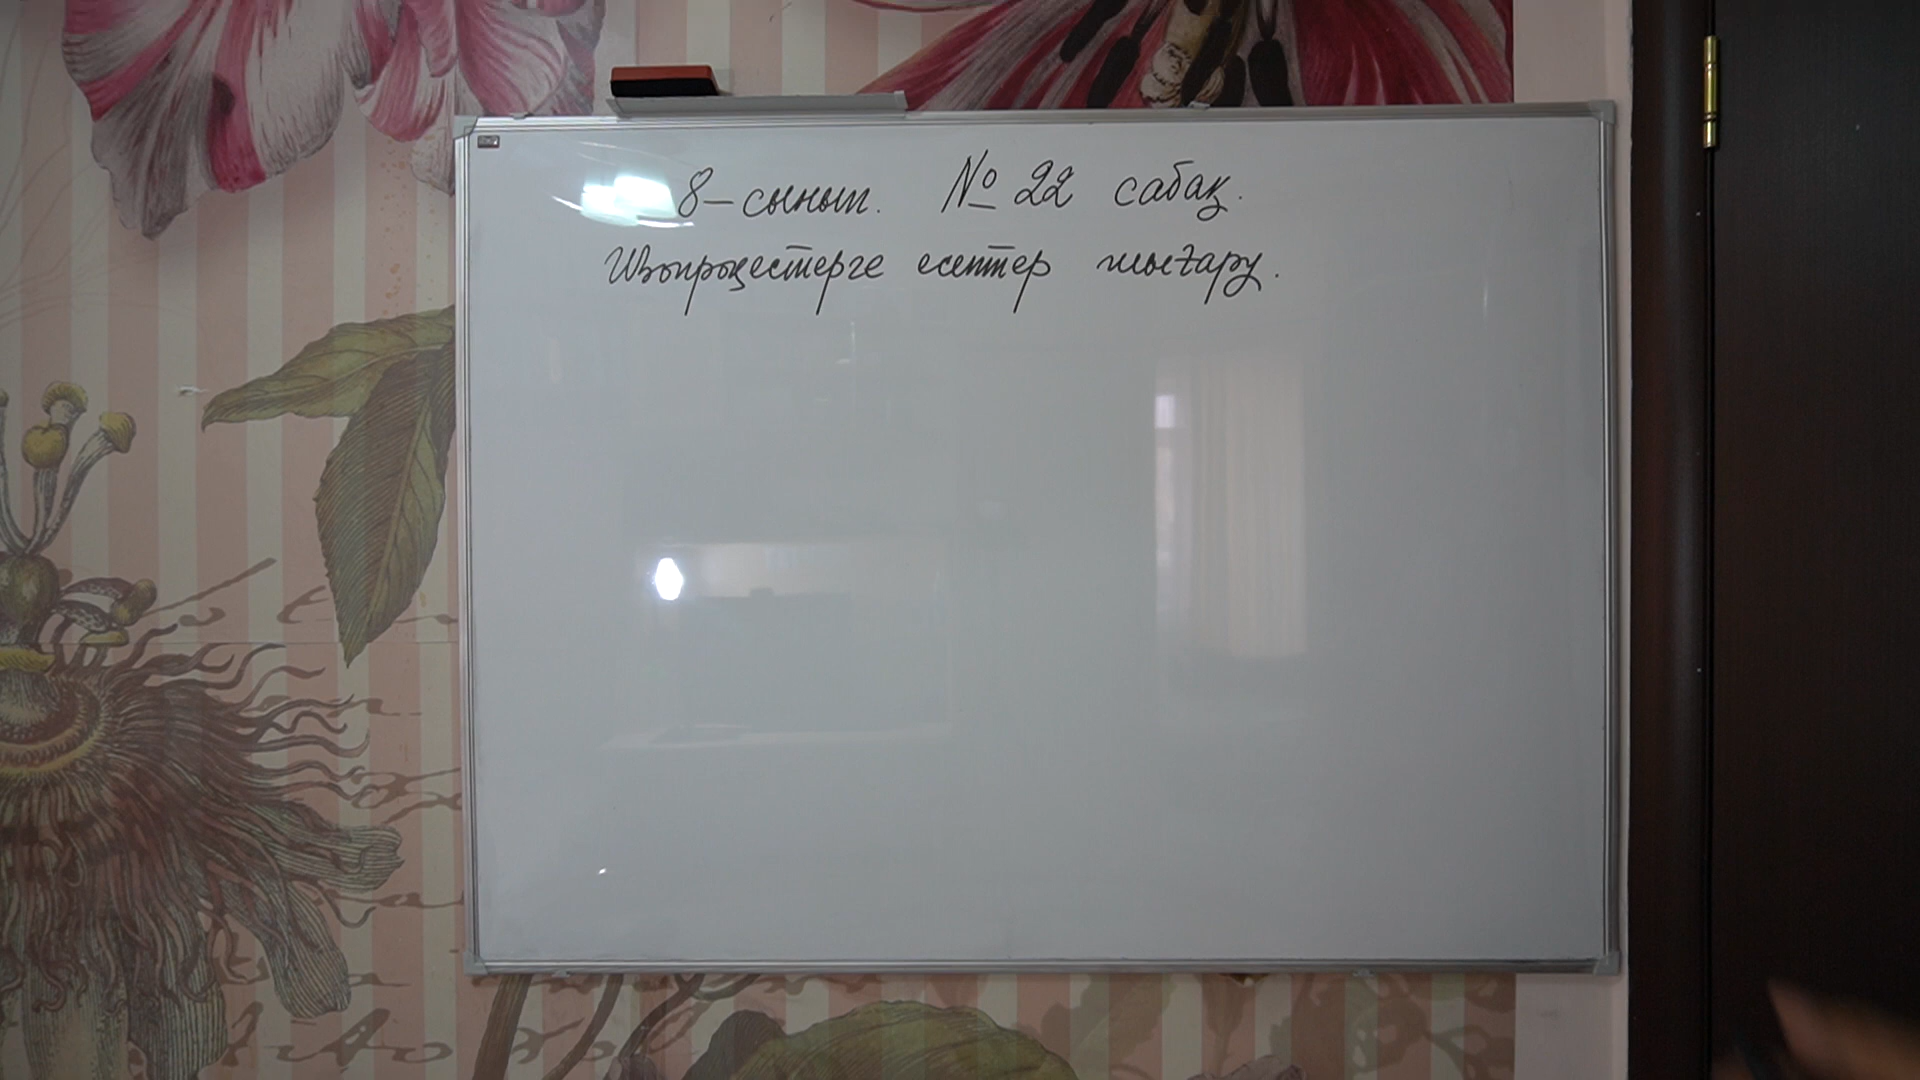 8-сынып. № 22 сабақ.
Изопроцестерге есептер шығару.